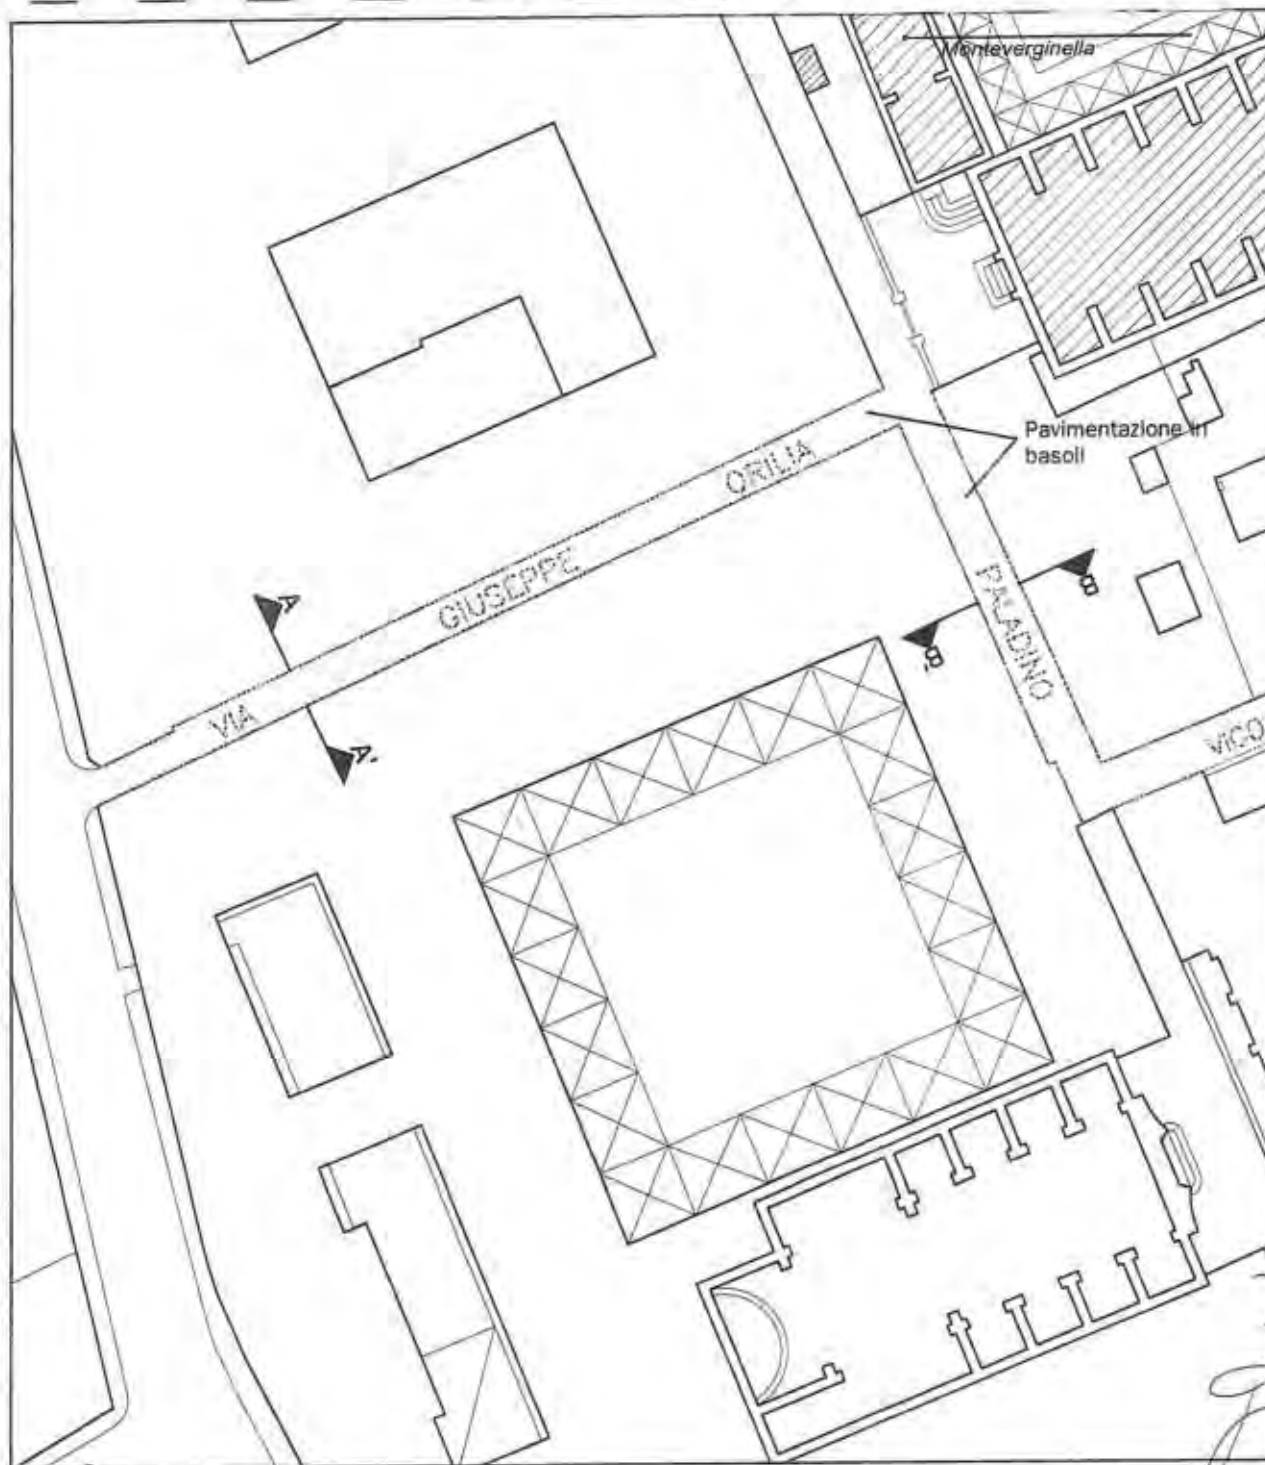 Monteverginella
Pavimentazione in
basoli
VIA GIUSEPPE ORILIA
PALADINO
A
A'
B
B'
VICO